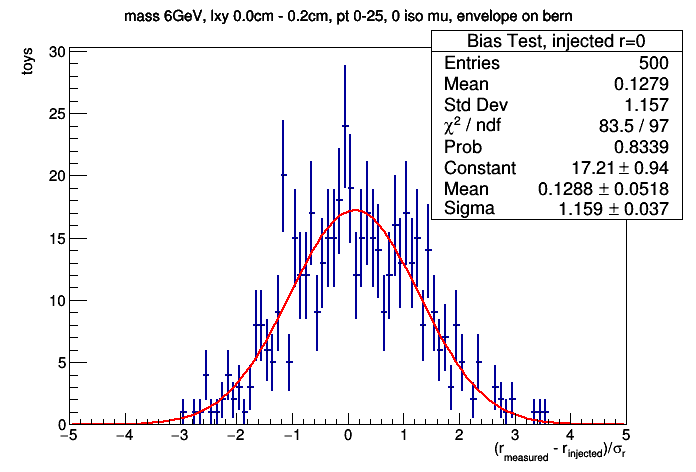 mass 6GeV, lxy 0.0cm - 0.2cm, pt 0-25, 0 iso mu, envelope on bern
Bias Test, injected r=0
Entries 500
Mean 0.1279
Std Dev 1.157
χ² / ndf 83.5 / 97
Prob 0.8339
Constant 17.21 ± 0.94
Mean 0.1288 ± 0.0518
Sigma 1.159 ± 0.037
toys
30
25
20
15
10
5
0
−5 −4 −3 −2 −1 0 1 2 3 4 5
(r_measured - r_injected)/σ_r